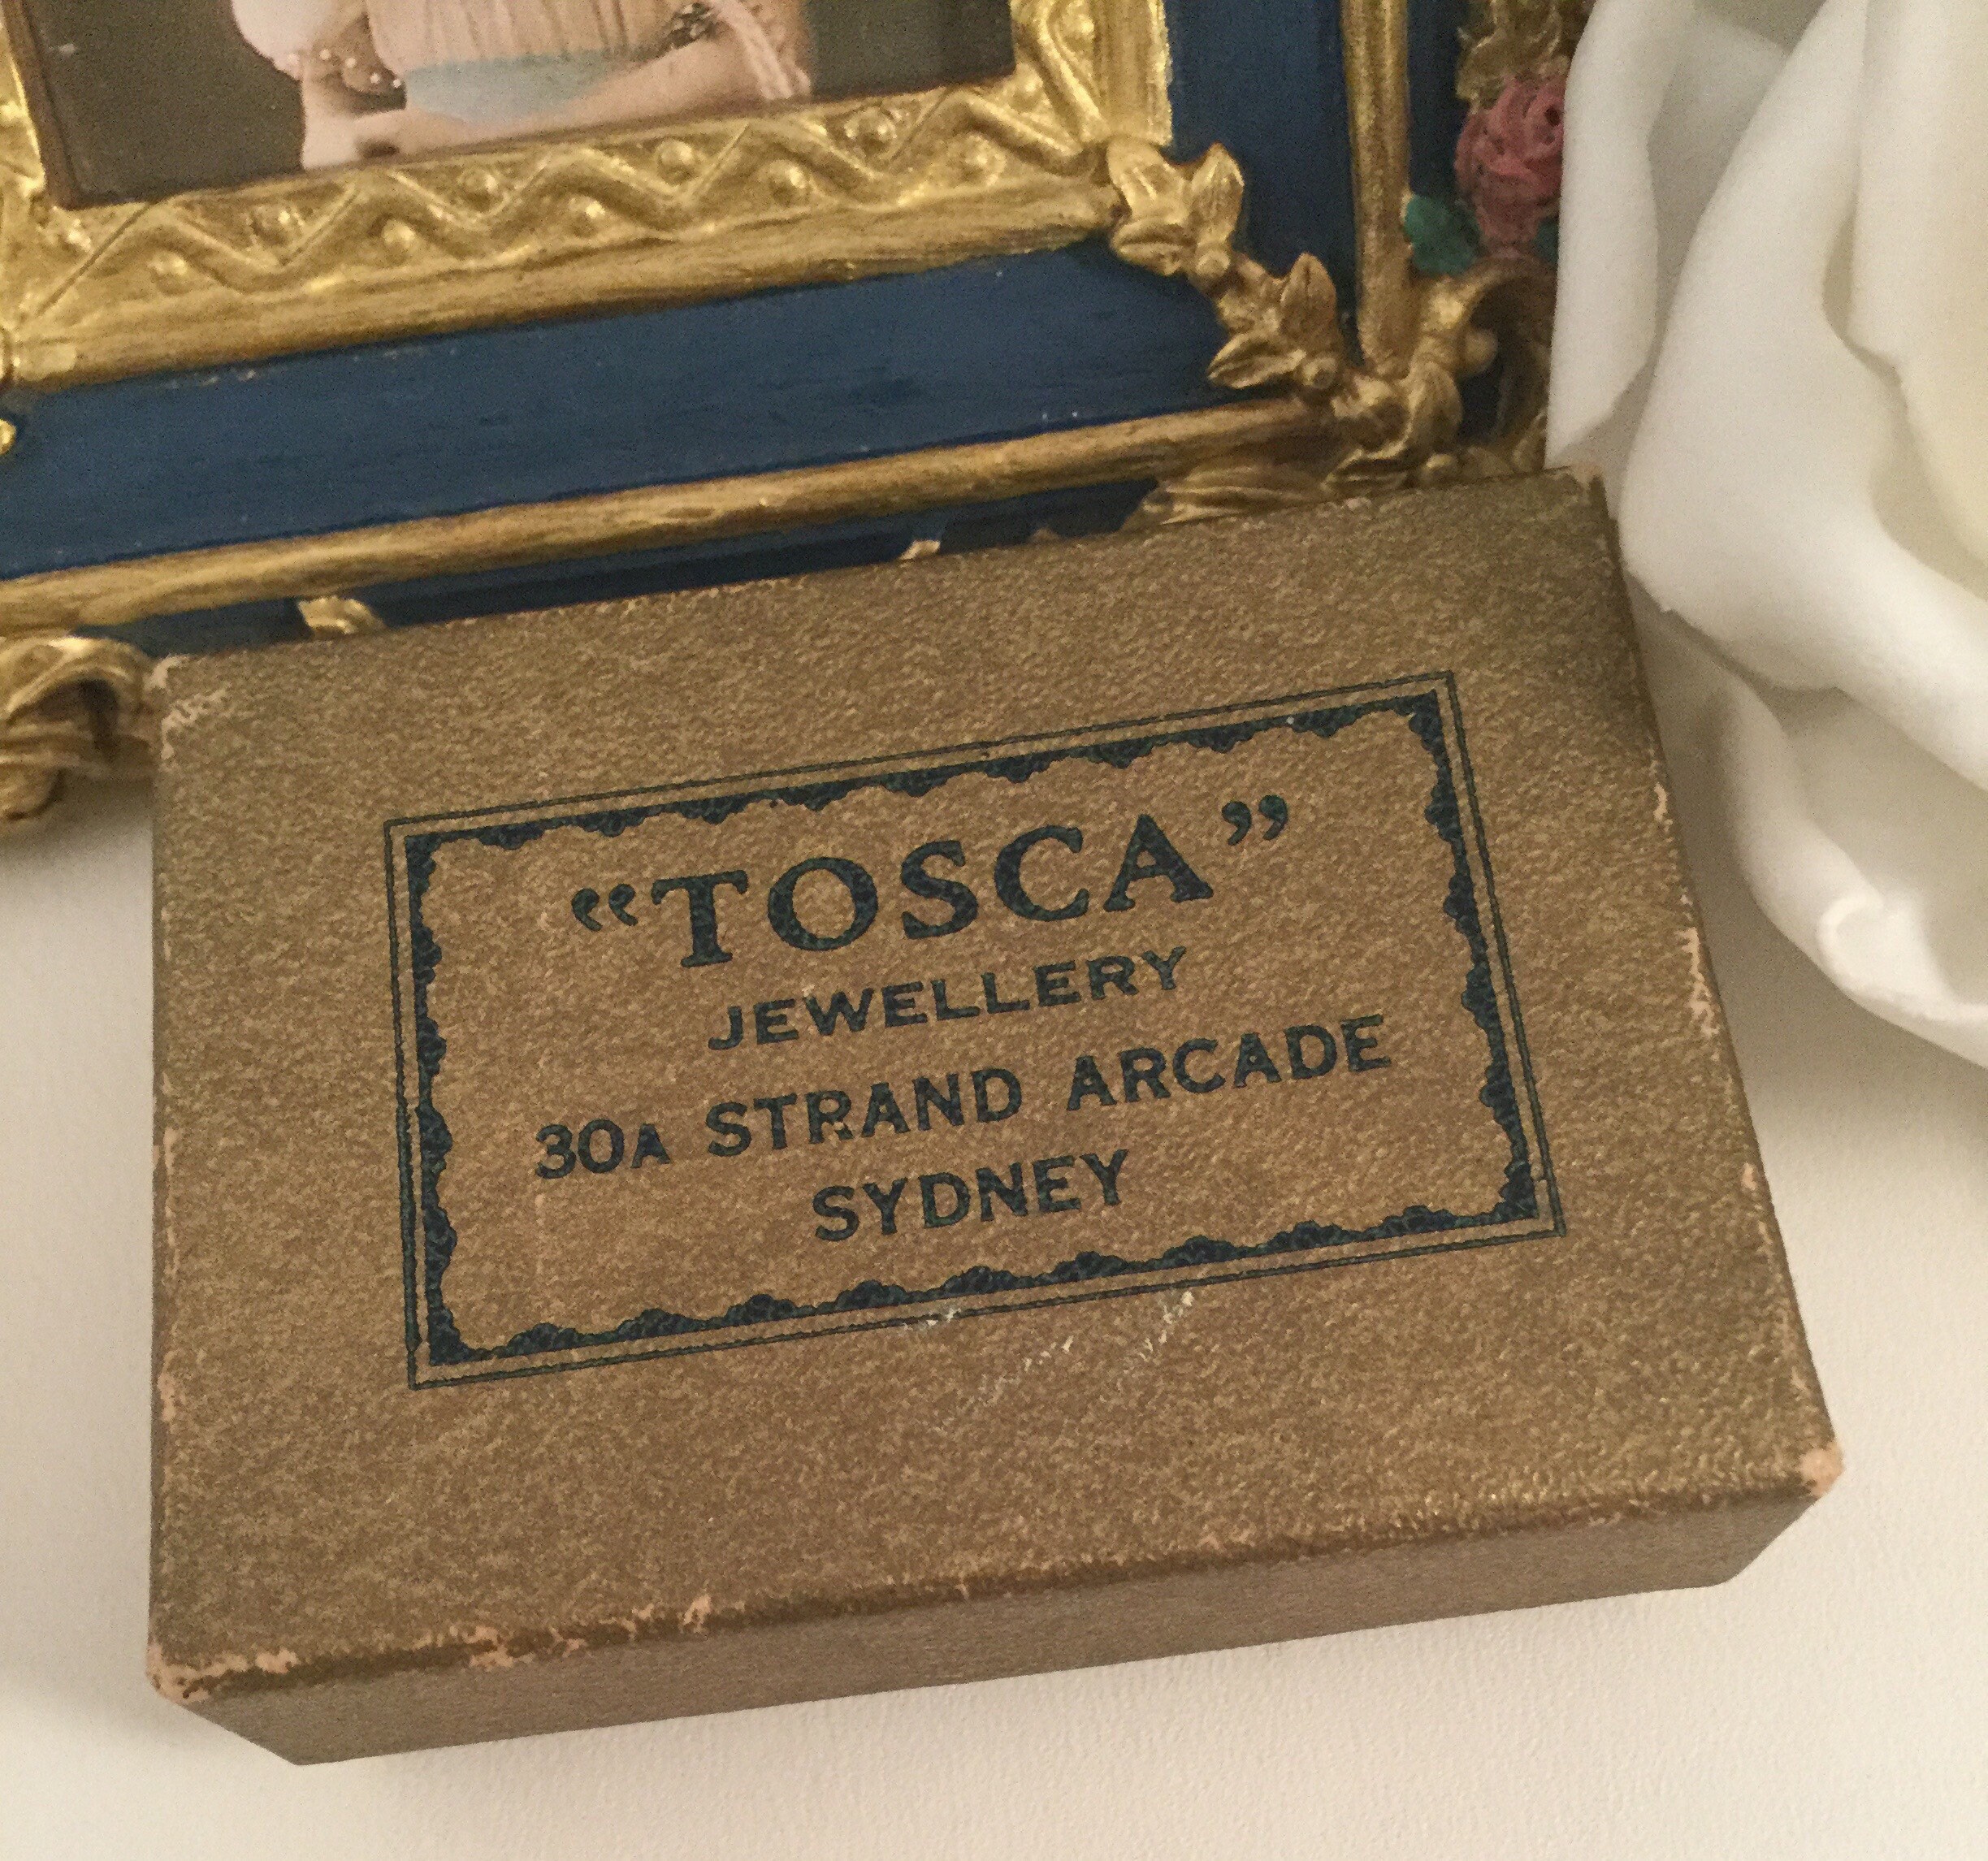 “TOSCA”
JEWELLERY
30A STRAND ARCADE
SYDNEY